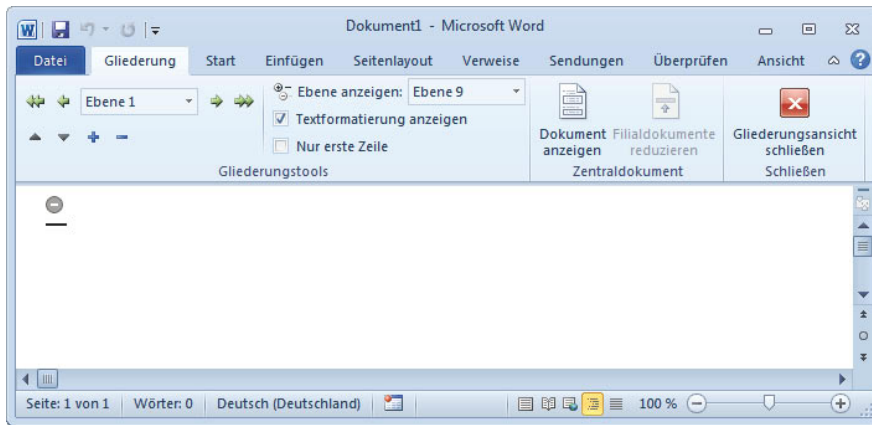 Dokument1 - Microsoft Word
Datei Gliederung Start Einfügen Seitenlayout Verweise Sendungen Überprüfen Ansicht
Ebene 1 Ebene anzeigen: Ebene 9
Textformatierung anzeigen
Nur erste Zeile
Dokument anzeigen
Filialdokumente reduzieren
Gliederungsansicht schließen
Gliederungstools Zentraldokument Schließen
Seite: 1 von 1 Wörter: 0 Deutsch (Deutschland) 100 %